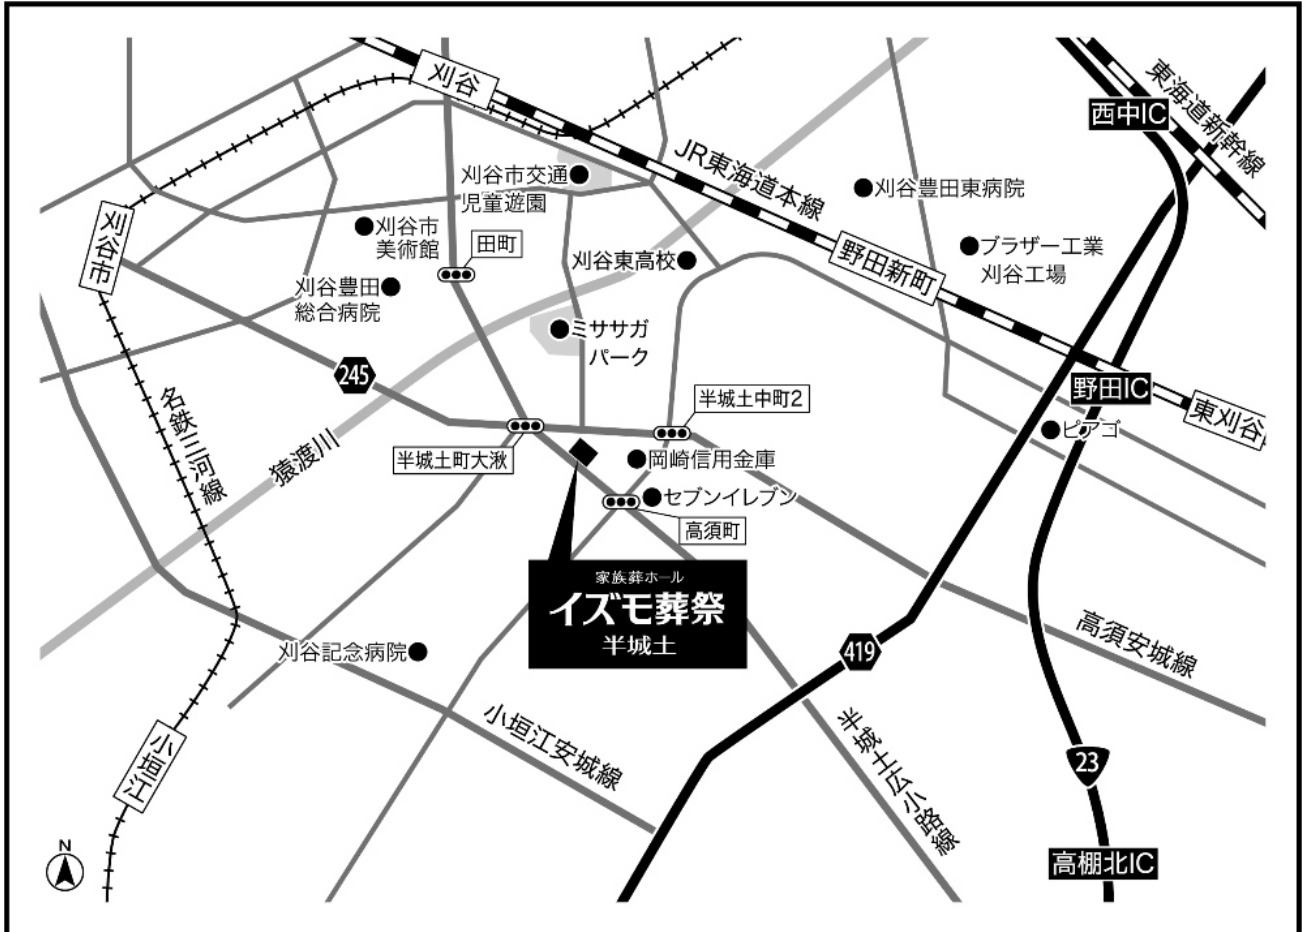 刈谷
東海道新幹線
西中IC
JR東海道本線
刈谷市交通
児童遊園
刈谷豊田東病院
刈谷市
刈谷市
美術館
田町
刈谷東高校
野田新町
ブラザー工業
刈谷工場
刈谷豊田
総合病院
ミササガ
パーク
245
野田IC
名鉄三河線
半城土中町2
東刈谷
ピアゴ
猿渡川
半城土町大湫
岡崎信用金庫
セブンイレブン
高須町
家族葬ホール
イズモ葬祭
半城土
高須安城線
刈谷記念病院
419
小垣江
小垣江安城線
半城土広小路線
23
N
高棚北IC